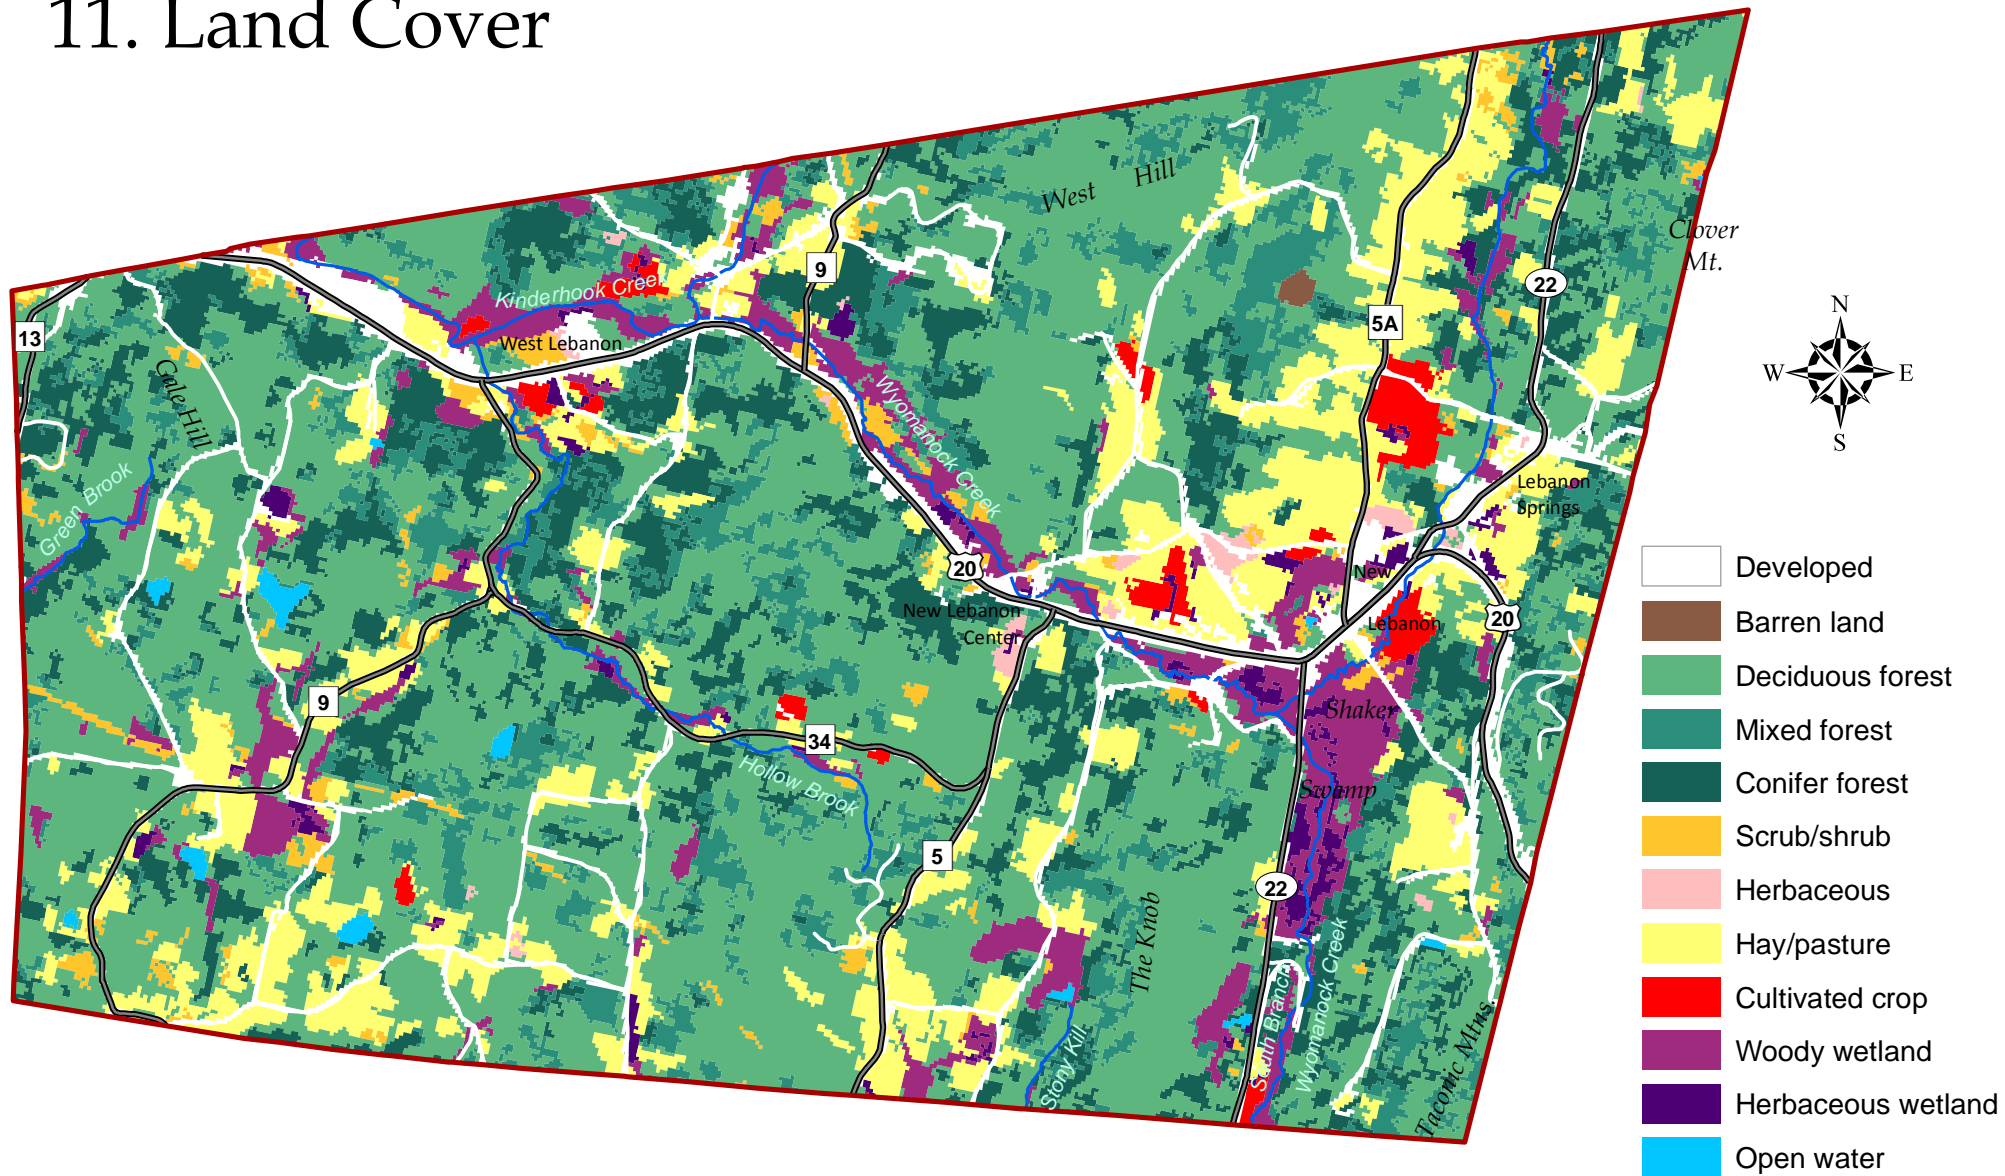 11. Land Cover
West Hill
Clover
Mt.
9
22
13
Kinderhook Creek
West Lebanon
5A
N
W
E
S
Gale Hill
Wyomanock Creek
Green Brook
Lebanon
Springs
20
New Lebanon
Center
New
Lebanon
20
Developed
Barren land
Deciduous forest
Mixed forest
Conifer forest
Scrub/shrub
Herbaceous
Hay/pasture
Cultivated crop
Woody wetland
Herbaceous wetland
Open water
9
34
Hollow Brook
Shaker
Swamp
5
22
The Knob
Stony Kill
South Branch
Wyomanock Creek
Taconic Mtns.